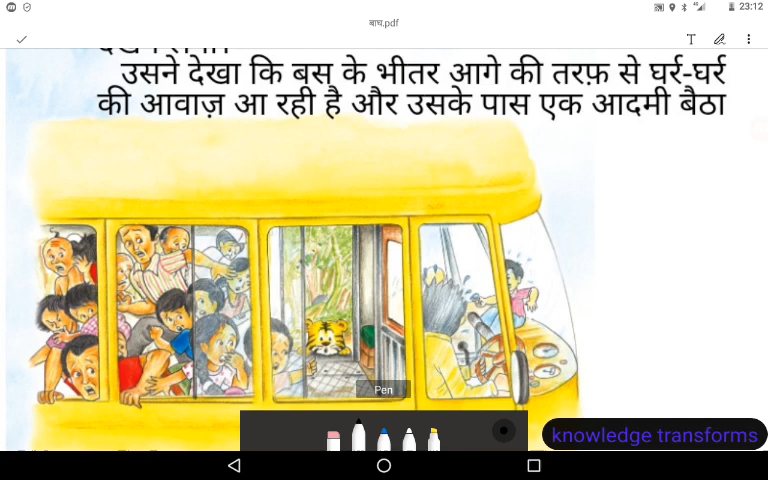 23:12
बाघ.pdf
T
उसने देखा कि बस के भीतर आगे की तरफ़ से घर्र-घर्र
की आवाज़ आ रही है और उसके पास एक आदमी बैठा
Pen
knowledge transforms